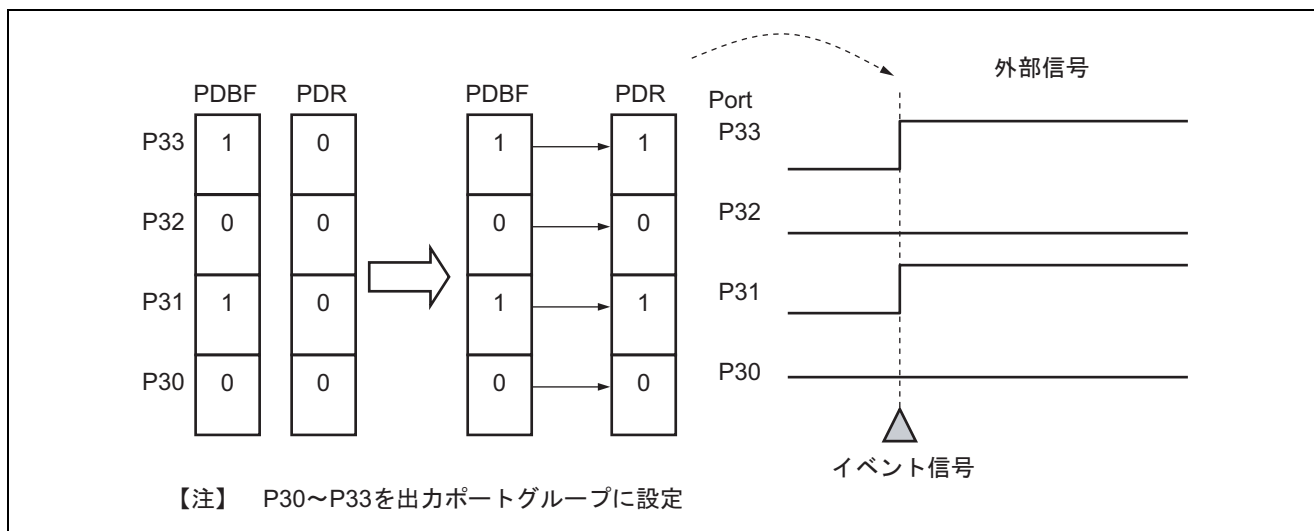 PDBF PDR PDBF PDR Port 外部信号
P33 1 0 1 1 P33
P32 0 0 0 0 P32
P31 1 0 1 1 P31
P30 0 0 0 0 P30
イベント信号
【注】 P30～P33を出力ポートグループに設定